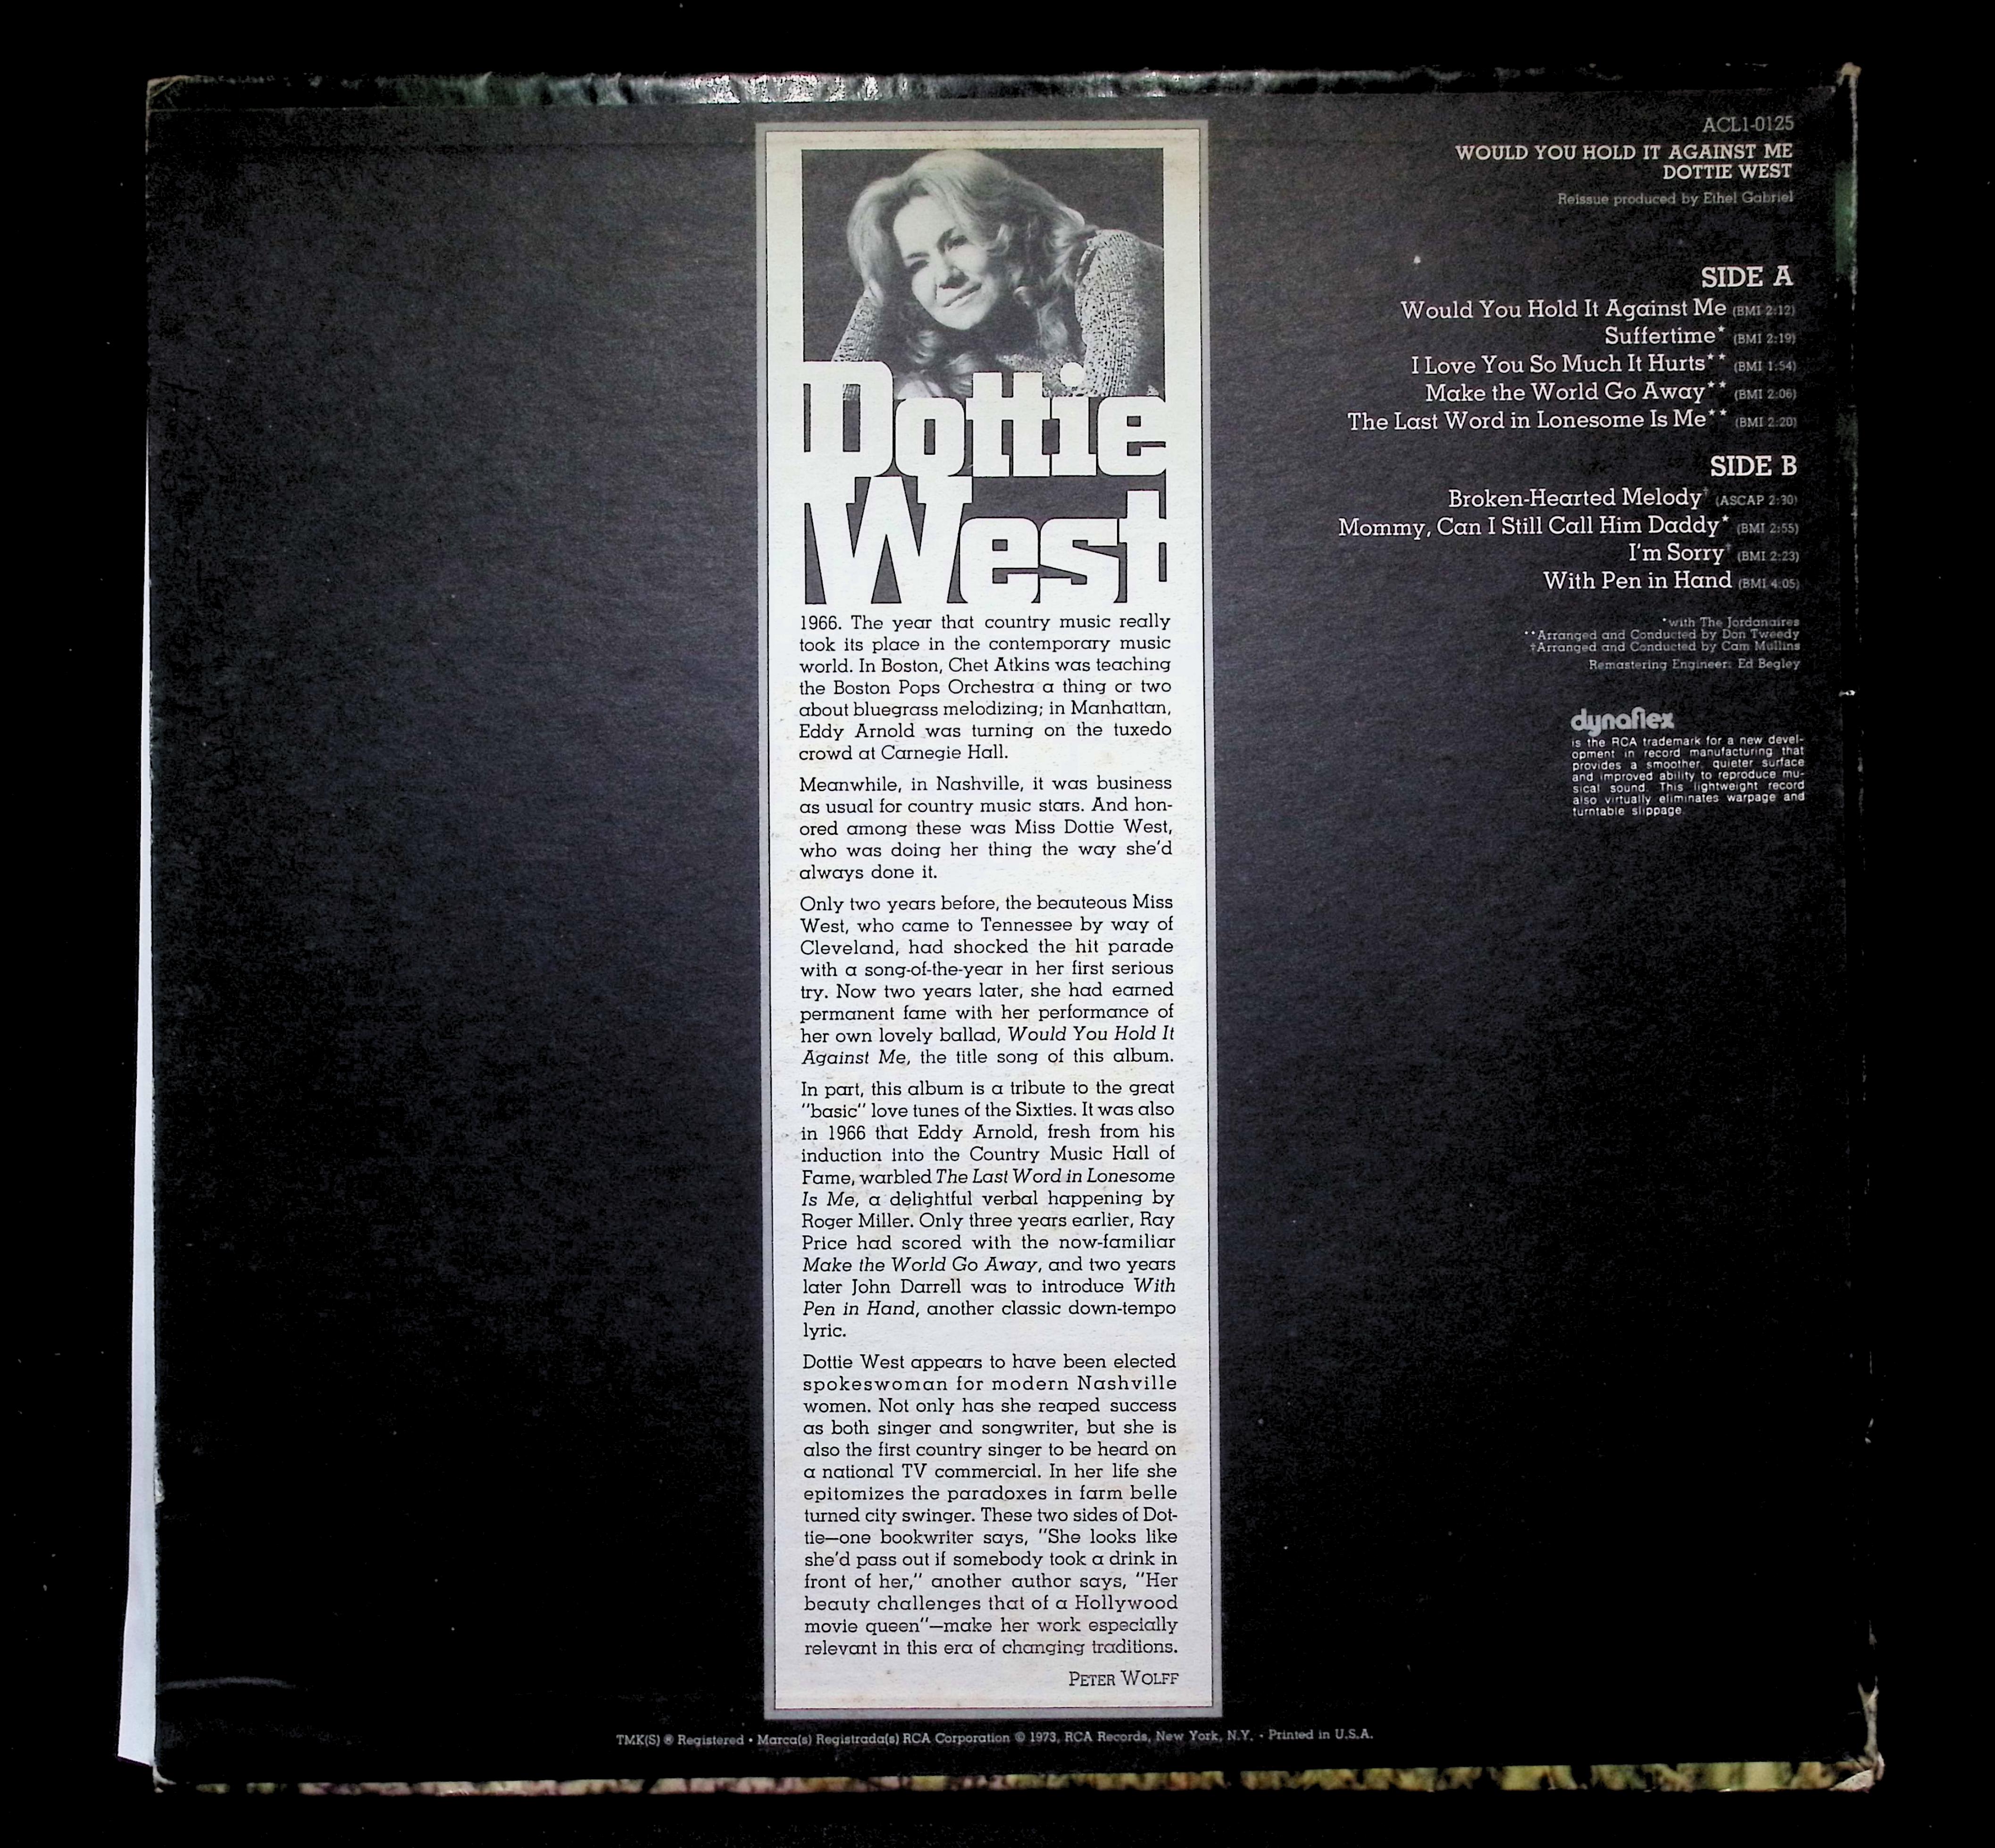 ACL1-0125
WOULD YOU HOLD IT AGAINST ME
DOTTIE WEST
Reissue produced by Ethel Gabriel
SIDE A
Would You Hold It Against Me (BMI 2:12)
Suffertime* (BMI 2:19)
I Love You So Much It Hurts** (BMI 1:54)
Make the World Go Away** (BMI 2:06)
The Last Word in Lonesome Is Me** (BMI 2:20)
SIDE B
Broken-Hearted Melody† (ASCAP 2:30)
Mommy, Can I Still Call Him Daddy* (BMI 2:55)
I'm Sorry† (BMI 2:23)
With Pen in Hand (BMI 4:05)
*with The Jordanaires
**Arranged and Conducted by Don Tweedy
†Arranged and Conducted by Cam Mullins
Remastering Engineer: Ed Begley
dynaflex
is the RCA trademark for a new devel-
opment in record manufacturing that
provides a smoother, quieter surface
and improved ability to reproduce mu-
sical sound. This lightweight record
also virtually eliminates warpage and
turntable slippage.
Dottie
West
1966. The year that country music really
took its place in the contemporary music
world. In Boston, Chet Atkins was teaching
the Boston Pops Orchestra a thing or two
about bluegrass melodizing; in Manhattan,
Eddy Arnold was turning on the tuxedo
crowd at Carnegie Hall.
Meanwhile, in Nashville, it was business
as usual for country music stars. And hon-
ored among these was Miss Dottie West,
who was doing her thing the way she'd
always done it.
Only two years before, the beauteous Miss
West, who came to Tennessee by way of
Cleveland, had shocked the hit parade
with a song-of-the-year in her first serious
try. Now two years later, she had earned
permanent fame with her performance of
her own lovely ballad, Would You Hold It
Against Me, the title song of this album.
In part, this album is a tribute to the great
"basic" love tunes of the Sixties. It was also
in 1966 that Eddy Arnold, fresh from his
induction into the Country Music Hall of
Fame, warbled The Last Word in Lonesome
Is Me, a delightful verbal happening by
Roger Miller. Only three years earlier, Ray
Price had scored with the now-familiar
Make the World Go Away, and two years
later John Darrell was to introduce With
Pen in Hand, another classic down-tempo
lyric.
Dottie West appears to have been elected
spokeswoman for modern Nashville
women. Not only has she reaped success
as both singer and songwriter, but she is
also the first country singer to be heard on
a national TV commercial. In her life she
epitomizes the paradoxes in farm belle
turned city swinger. These two sides of Dot-
tie—one bookwriter says, "She looks like
she'd pass out if somebody took a drink in
front of her," another author says, "Her
beauty challenges that of a Hollywood
movie queen"—make her work especially
relevant in this era of changing traditions.
PETER WOLFF
TMK(S) ® Registered • Marca(s) Registrada(s) RCA Corporation © 1973, RCA Records, New York, N.Y. • Printed in U.S.A.